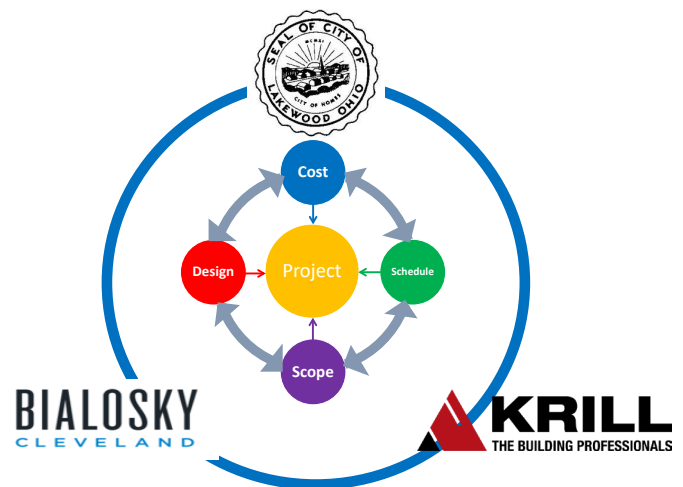 SEAL OF CITY OF
MCMXI
CITY OF HOMES
LAKEWOOD OHIO
Cost
Design
Project
Schedule
Scope
BIALOSKY
CLEVELAND
KRILL
THE BUILDING PROFESSIONALS